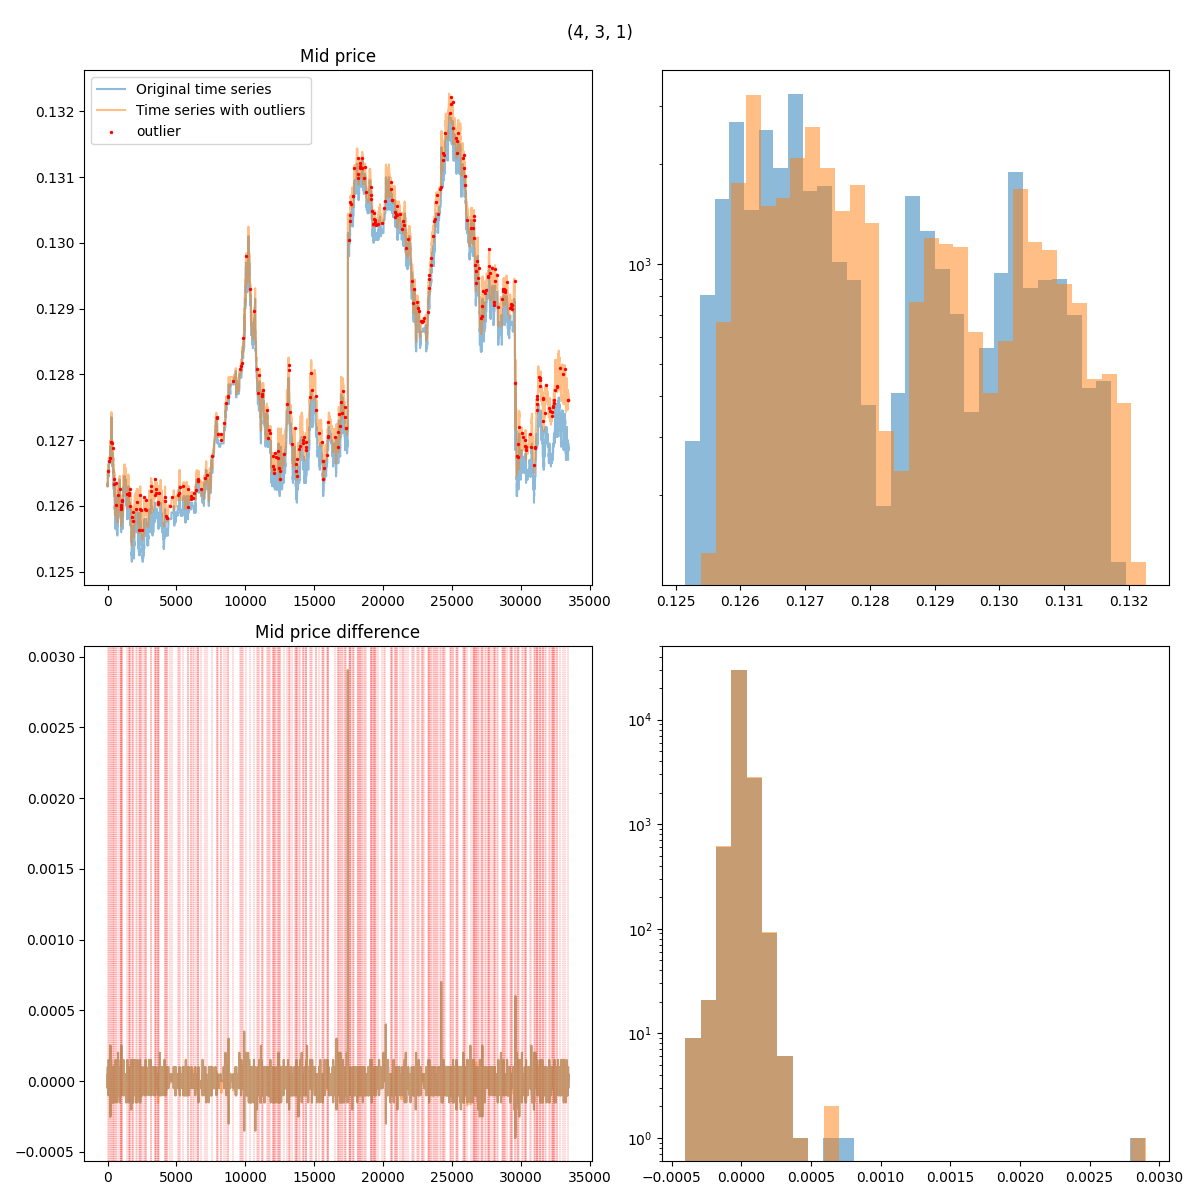 (4, 3, 1)
Mid price
Original time series
Time series with outliers
outlier
0.132
0.131
0.130
0.129
0.128
0.127
0.126
0.125
0 5000 10000 15000 20000 25000 30000 35000
10³
0.125 0.126 0.127 0.128 0.129 0.130 0.131 0.132
Mid price difference
0.0030
0.0025
0.0020
0.0015
0.0010
0.0005
0.0000
−0.0005
0 5000 10000 15000 20000 25000 30000 35000
10⁴
10³
10²
10¹
10⁰
−0.0005 0.0000 0.0005 0.0010 0.0015 0.0020 0.0025 0.0030